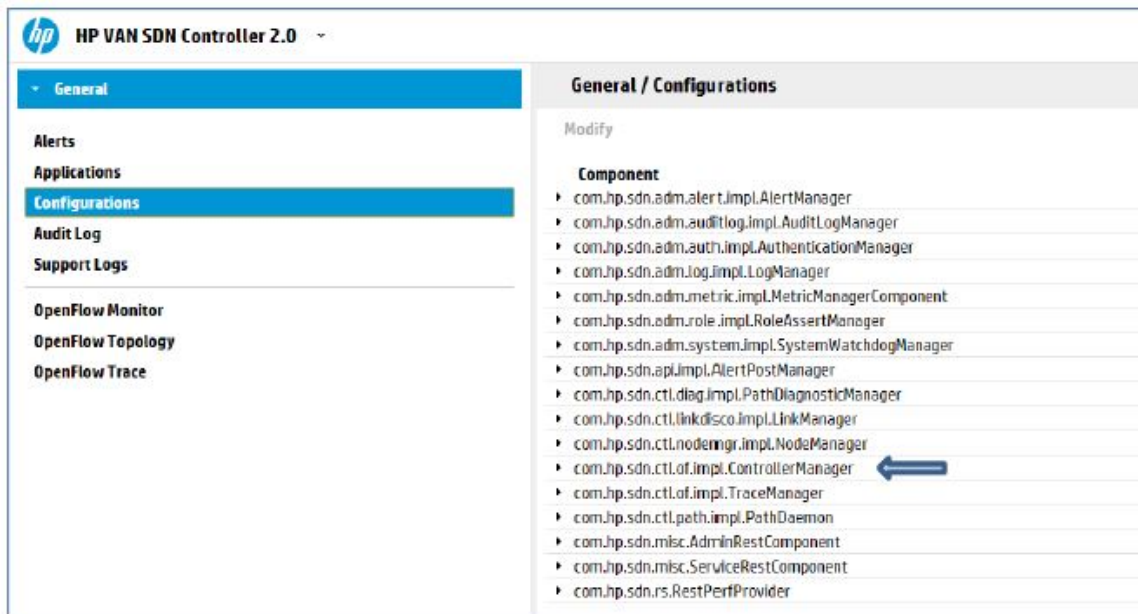 hp HP VAN SDN Controller 2.0
General
Alerts
Applications
Configurations
Audit Log
Support Logs
OpenFlow Monitor
OpenFlow Topology
OpenFlow Trace
General / Configurations
Modify
Component
com.hp.sdn.adm.alert.impl.AlertManager
com.hp.sdn.adm.auditlog.impl.AuditLogManager
com.hp.sdn.adm.auth.impl.AuthenticationManager
com.hp.sdn.adm.log.impl.LogManager
com.hp.sdn.adm.metric.impl.MetricManagerComponent
com.hp.sdn.adm.role.impl.RoleAssertManager
com.hp.sdn.adm.system.impl.SystemWatchdogManager
com.hp.sdn.api.impl.AlertPostManager
com.hp.sdn.ctl.diag.impl.PathDiagnosticManager
com.hp.sdn.ctl.linkdisco.impl.LinkManager
com.hp.sdn.ctl.nodemgr.impl.NodeManager
com.hp.sdn.ctl.of.impl.ControllerManager
com.hp.sdn.ctl.of.impl.TraceManager
com.hp.sdn.ctl.path.impl.PathDaemon
com.hp.sdn.misc.AdminRestComponent
com.hp.sdn.misc.ServiceRestComponent
com.hp.sdn.rs.RestPerfProvider